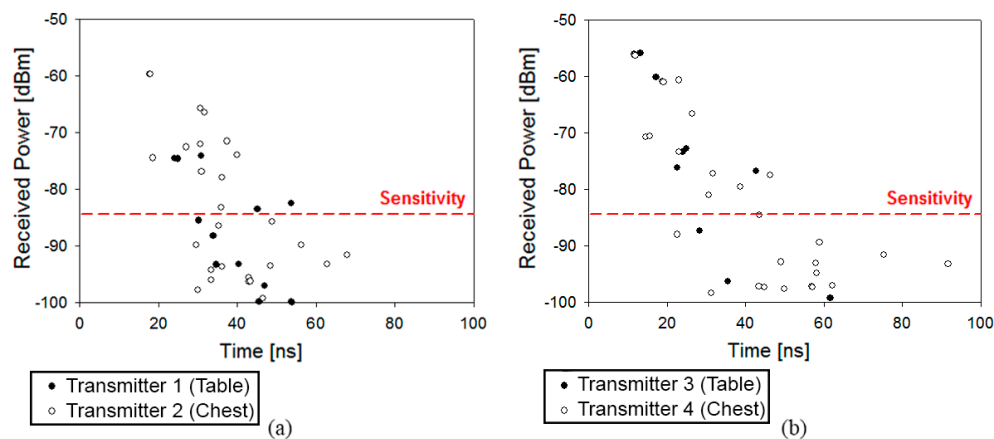 -50
-60
-70
-80
-90
-100
Received Power [dBm]
Sensitivity
0 20 40 60 80 100
Time [ns]
Transmitter 1 (Table)
Transmitter 2 (Chest)
(a)
-50
-60
-70
-80
-90
-100
Received Power [dBm]
Sensitivity
0 20 40 60 80 100
Time [ns]
Transmitter 3 (Table)
Transmitter 4 (Chest)
(b)